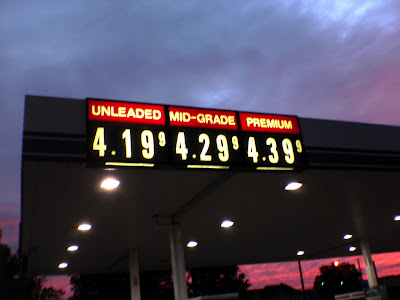 UNLEADED MID-GRADE PREMIUM
4.19 9 4.29 9 4.39 9